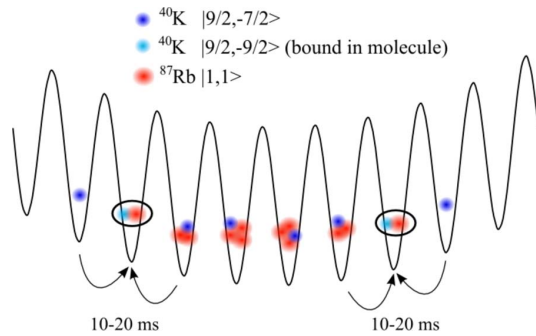 ⁴⁰K |9/2,-7/2>
⁴⁰K |9/2,-9/2> (bound in molecule)
⁸⁷Rb |1,1>
10-20 ms 10-20 ms